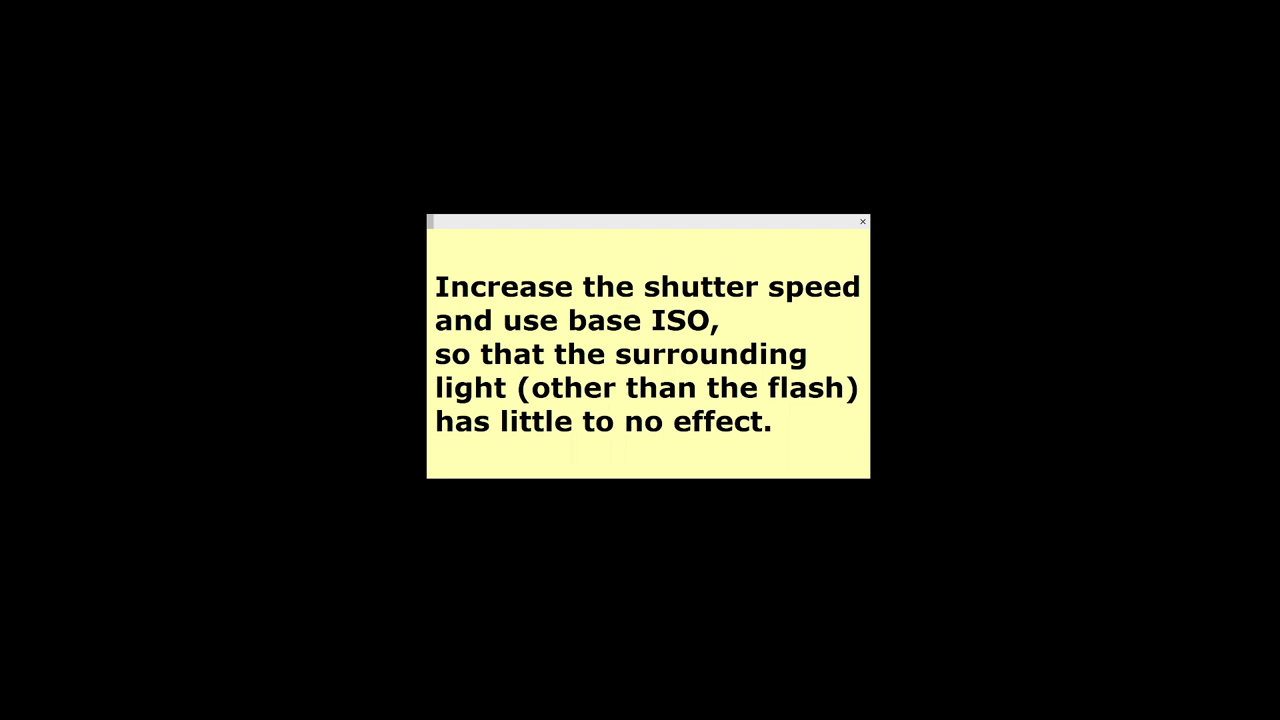 Increase the shutter speed
and use base ISO,
so that the surrounding
light (other than the flash)
has little to no effect.